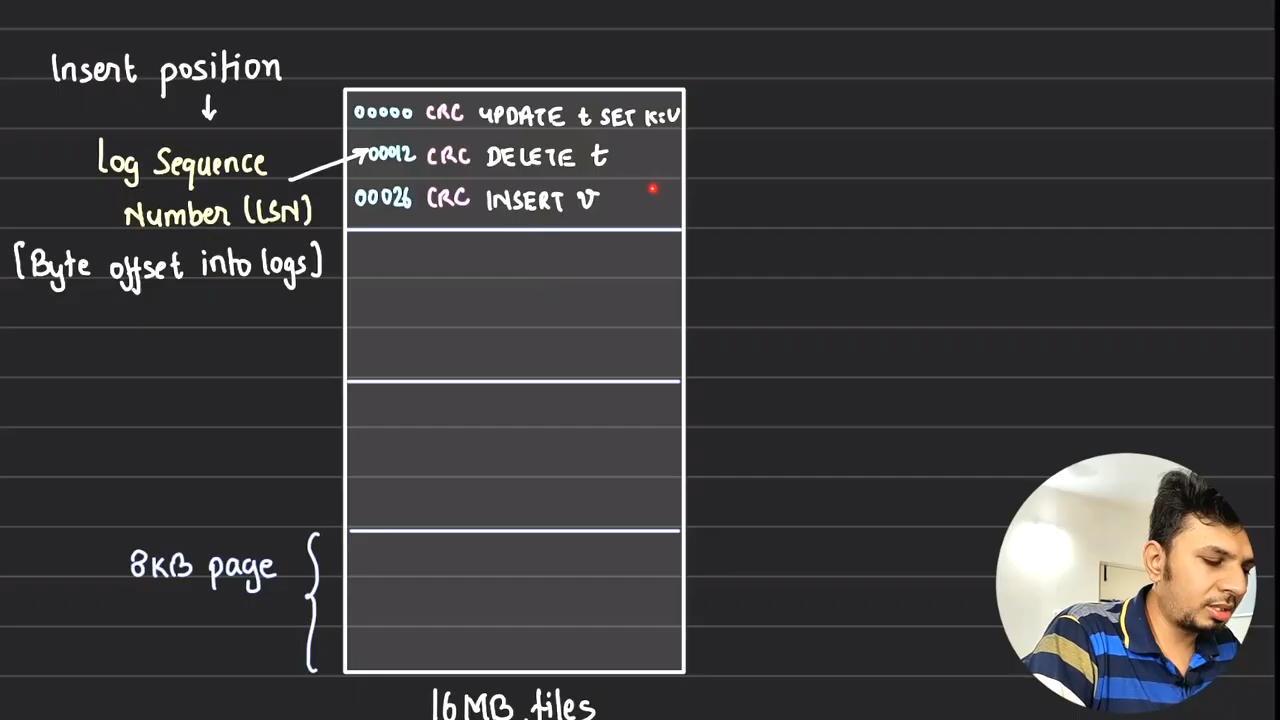 Insert position
↓
Log Sequence
Number (LSN)
[Byte offset into logs]
00000 CRC UPDATE t SET K=V
00012 CRC DELETE t
00026 CRC INSERT v
8KB page
16MB files